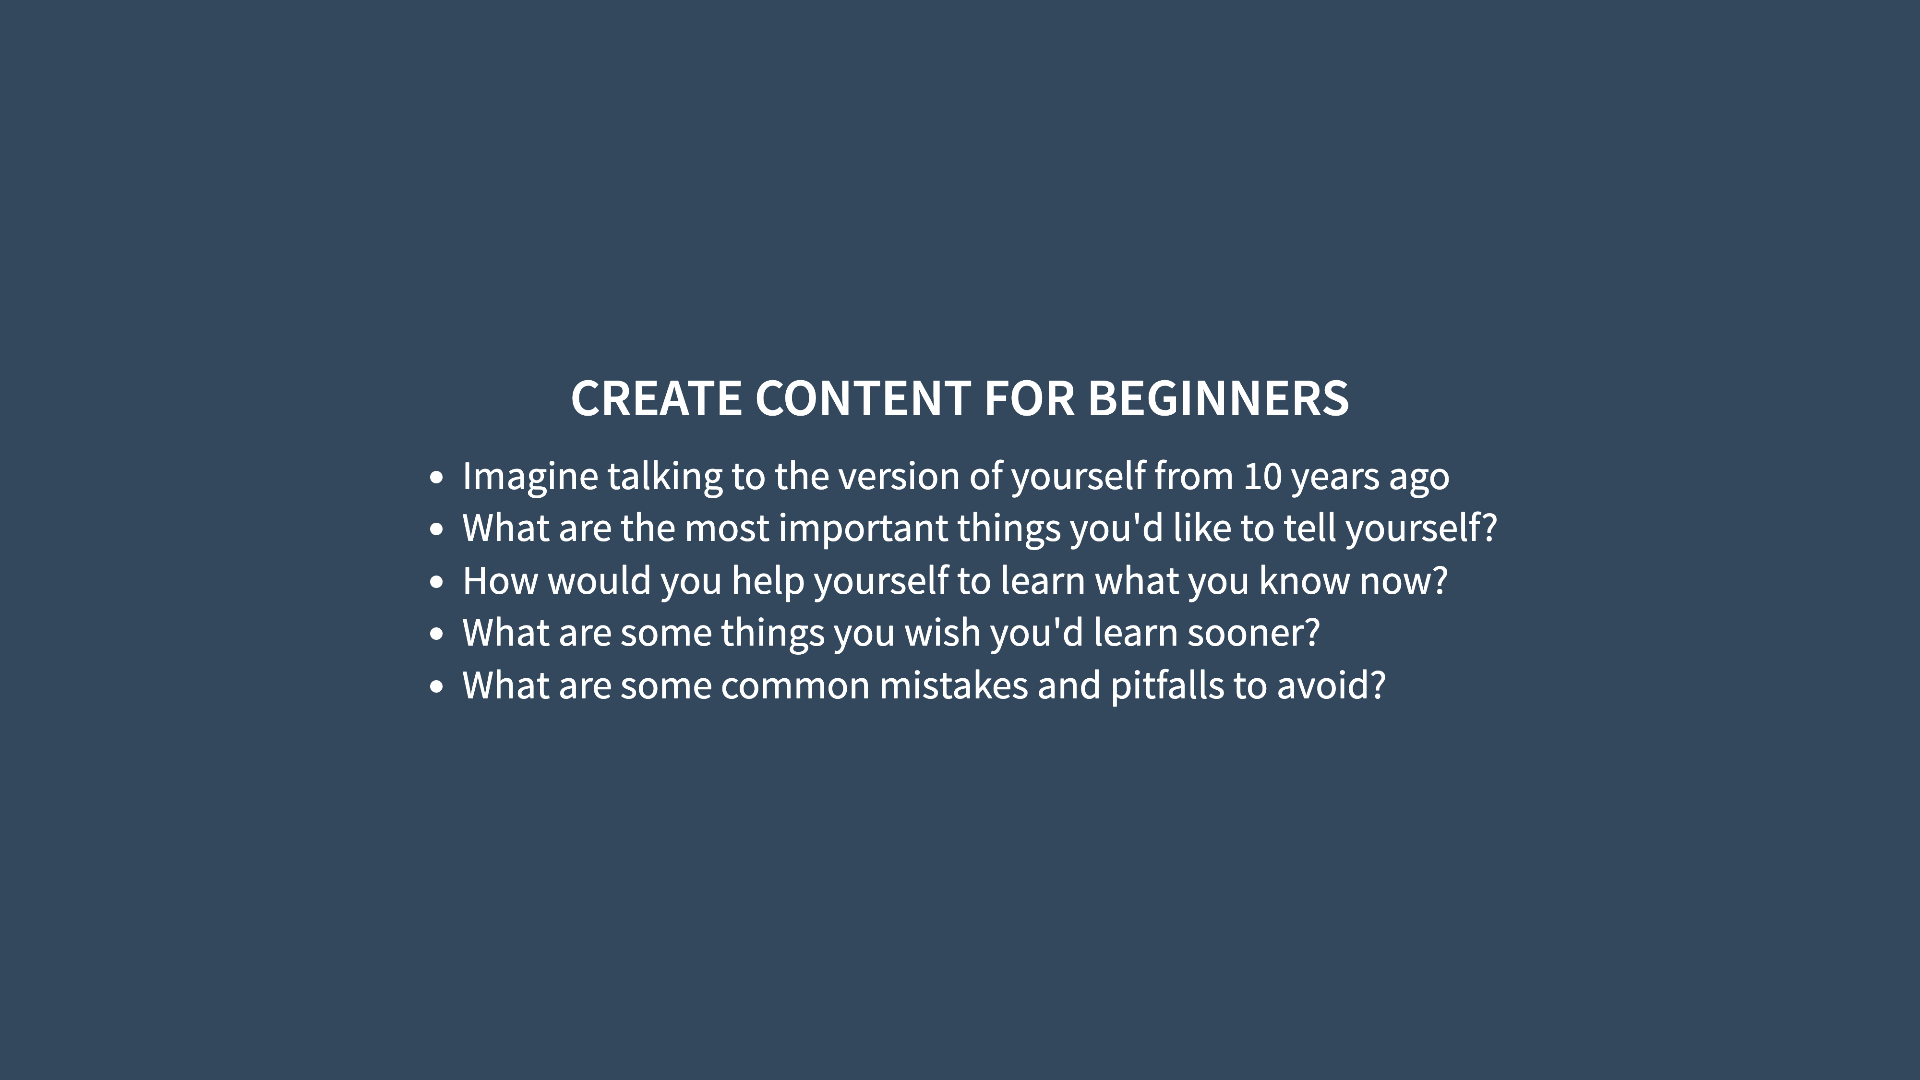 CREATE CONTENT FOR BEGINNERS
• Imagine talking to the version of yourself from 10 years ago
• What are the most important things you'd like to tell yourself?
• How would you help yourself to learn what you know now?
• What are some things you wish you'd learn sooner?
• What are some common mistakes and pitfalls to avoid?